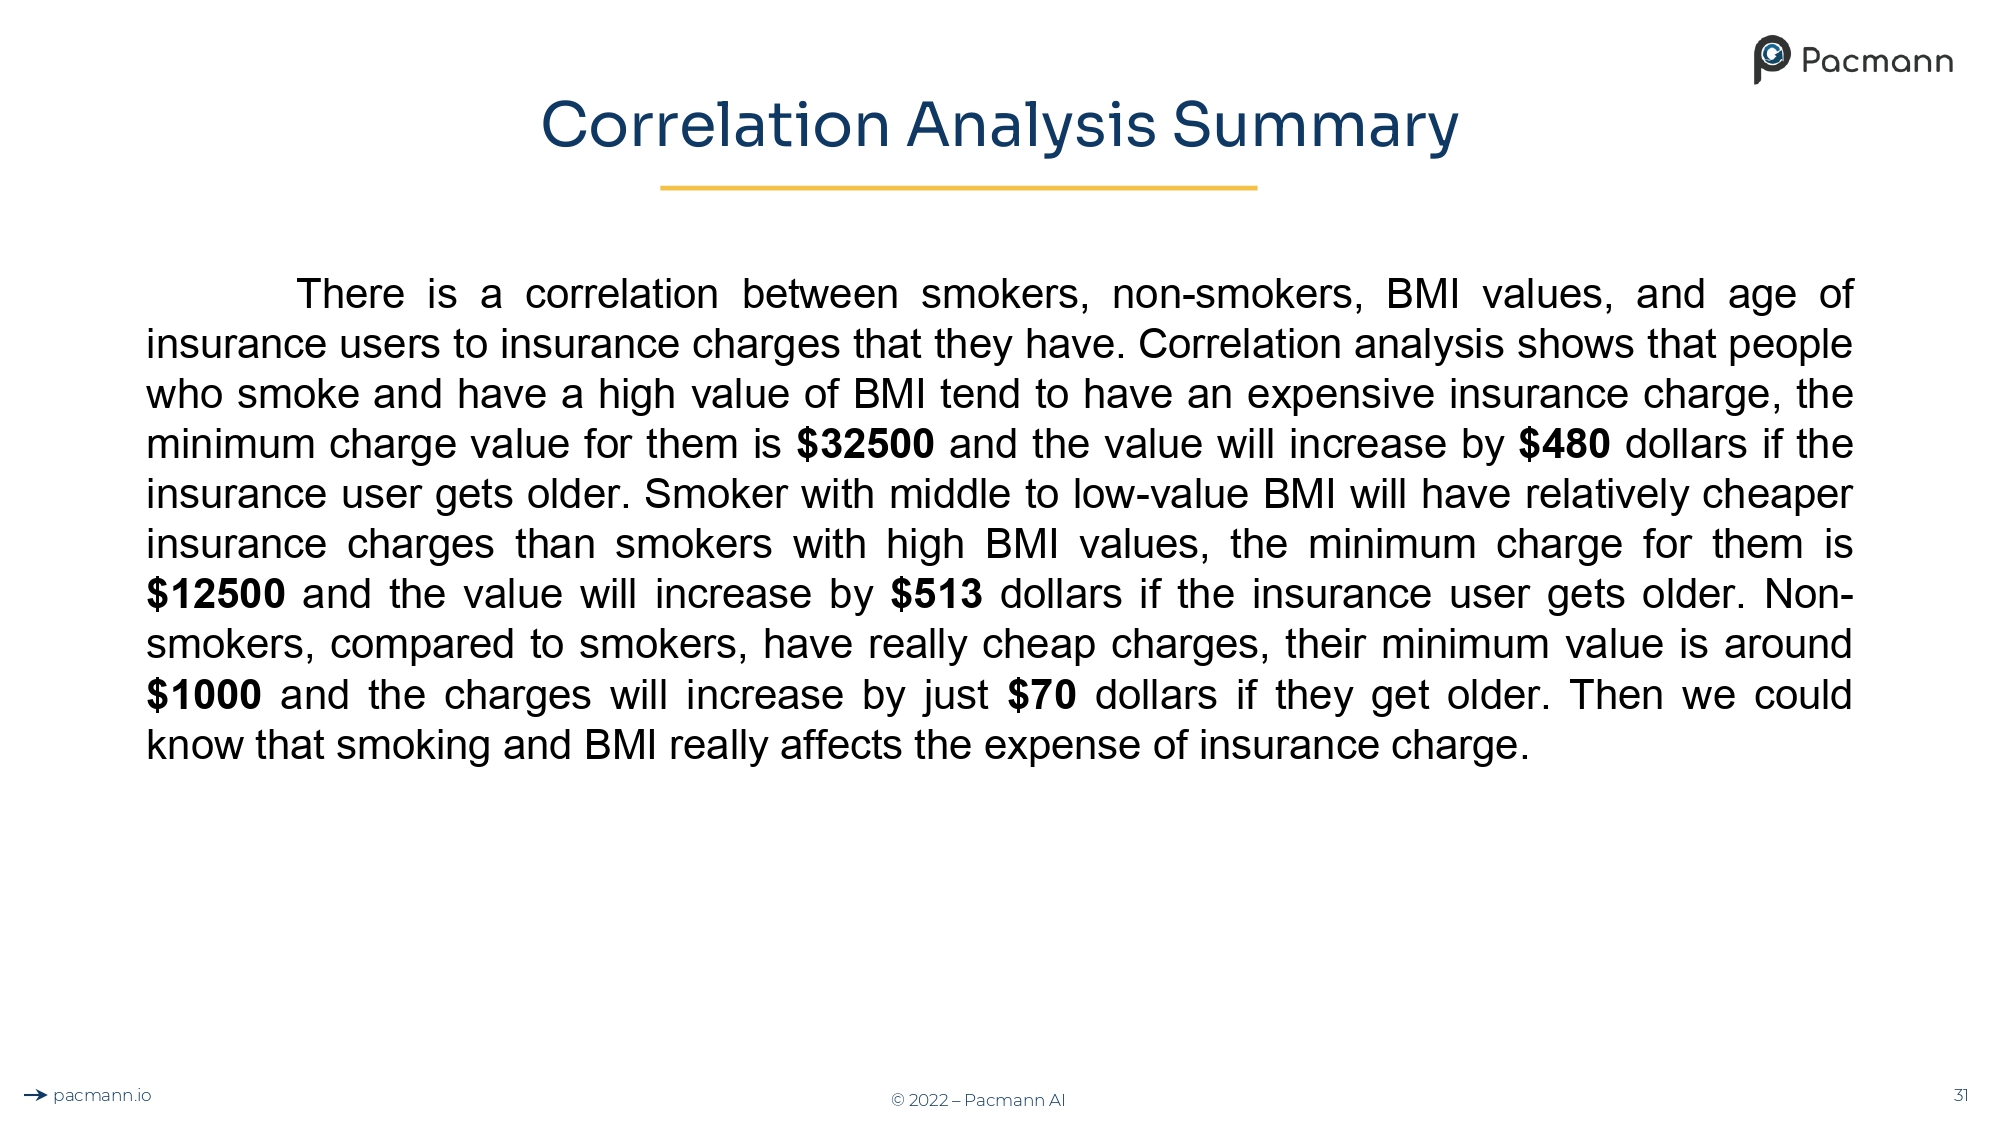 Pacmann
Correlation Analysis Summary
There is a correlation between smokers, non-smokers, BMI values, and age of
insurance users to insurance charges that they have. Correlation analysis shows that people
who smoke and have a high value of BMI tend to have an expensive insurance charge, the
minimum charge value for them is $32500 and the value will increase by $480 dollars if the
insurance user gets older. Smoker with middle to low-value BMI will have relatively cheaper
insurance charges than smokers with high BMI values, the minimum charge for them is
$12500 and the value will increase by $513 dollars if the insurance user gets older. Non-
smokers, compared to smokers, have really cheap charges, their minimum value is around
$1000 and the charges will increase by just $70 dollars if they get older. Then we could
know that smoking and BMI really affects the expense of insurance charge.
pacmann.io
© 2022 – Pacmann AI
31